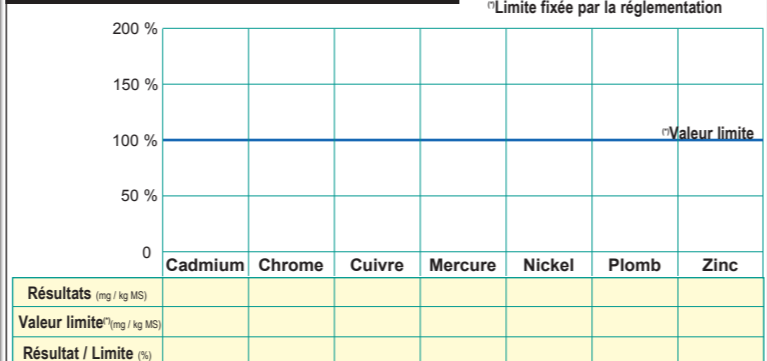 (*)Limite fixée par la réglementation
200 %
150 %
100 %
(*)Valeur limite
50 %
0
Cadmium Chrome Cuivre Mercure Nickel Plomb Zinc
Résultats (mg / kg MS)
Valeur limite(*)(mg / kg MS)
Résultat / Limite (%)